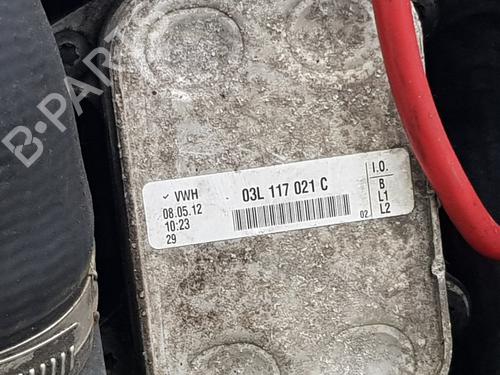 B-PARTS
✓ VWH 03L 117 021 C
08.05.12
10:23
29
02
I.O.
B
L1
L2